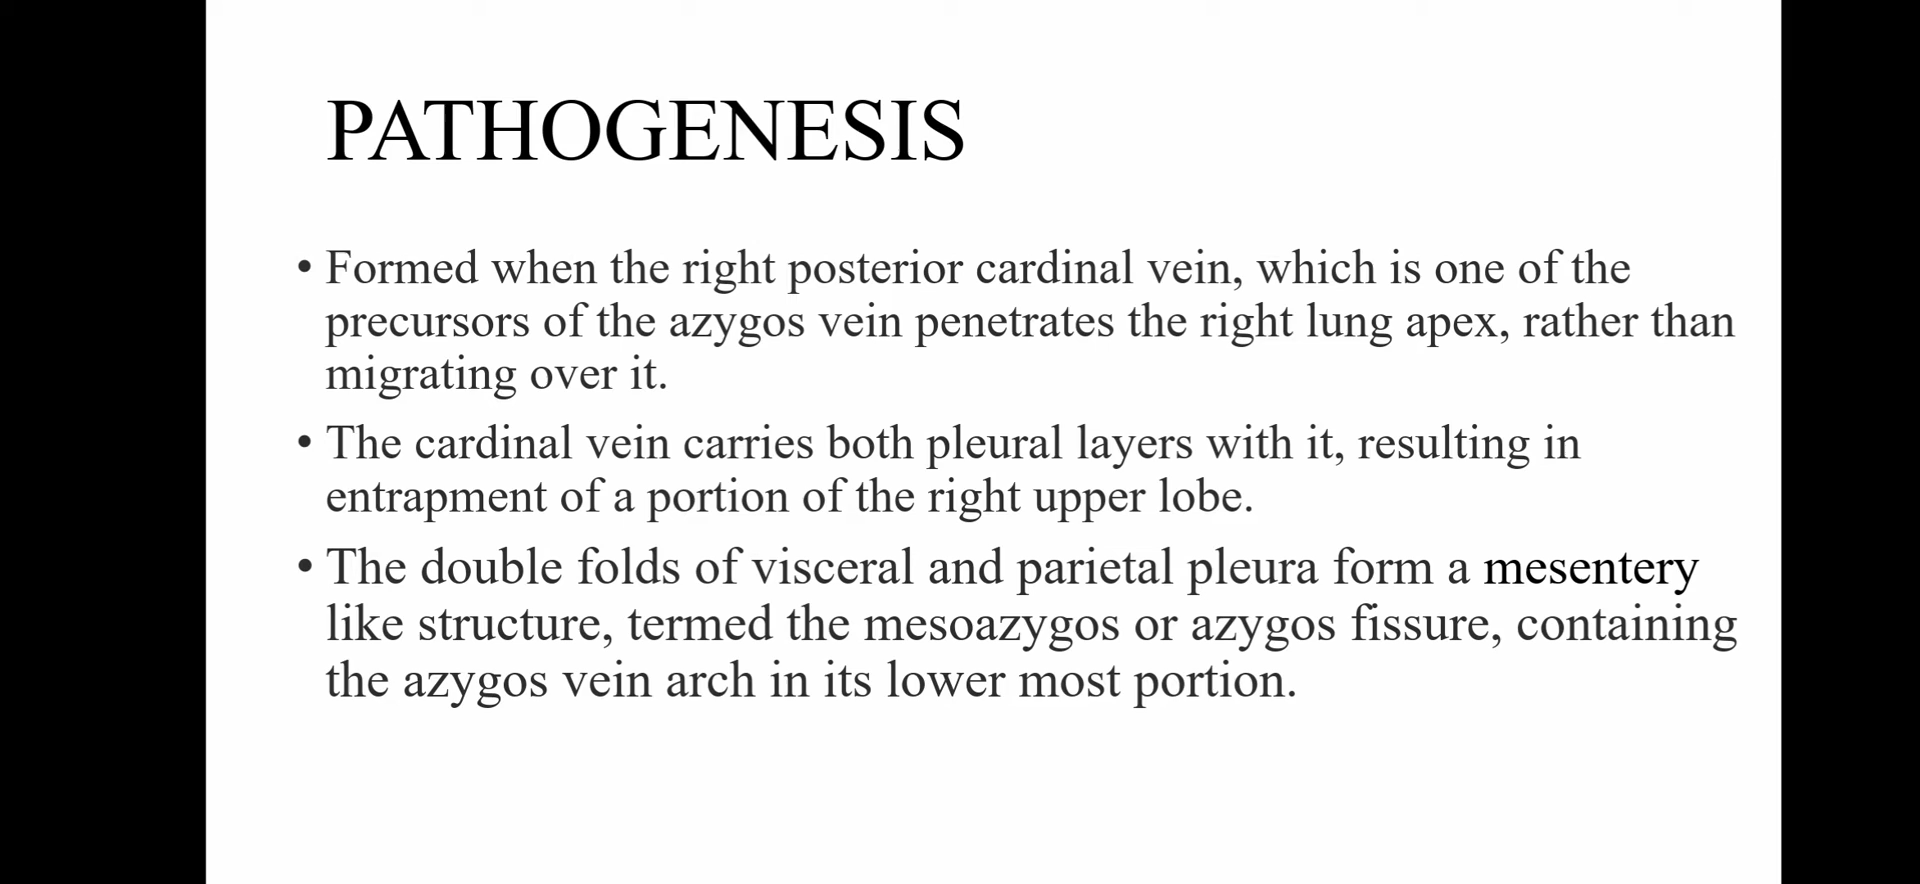 PATHOGENESIS
• Formed when the right posterior cardinal vein, which is one of the
precursors of the azygos vein penetrates the right lung apex, rather than
migrating over it.
• The cardinal vein carries both pleural layers with it, resulting in
entrapment of a portion of the right upper lobe.
• The double folds of visceral and parietal pleura form a mesentery
like structure, termed the mesoazygos or azygos fissure, containing
the azygos vein arch in its lower most portion.